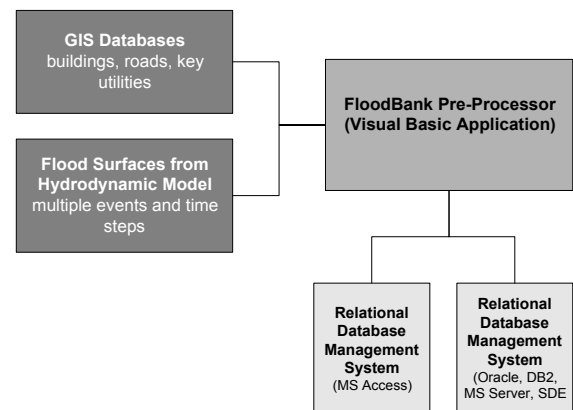 GIS Databases
buildings, roads, key
utilities
FloodBank Pre-Processor
(Visual Basic Application)
Flood Surfaces from
Hydrodynamic Model
multiple events and time
steps
Relational
Database
Management
System
(MS Access)
Relational
Database
Management
System
(Oracle, DB2,
MS Server, SDE